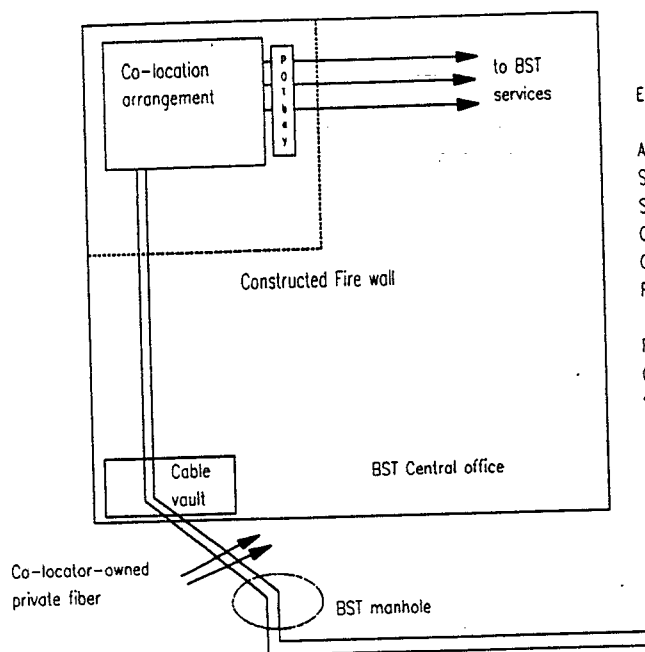 Co-location
arrangement
POTbay
to BST
services
E
A
S
S
C
C
F
Constructed Fire wall
Cable
vault
BST Central office
Co-locator-owned
private fiber
BST manhole